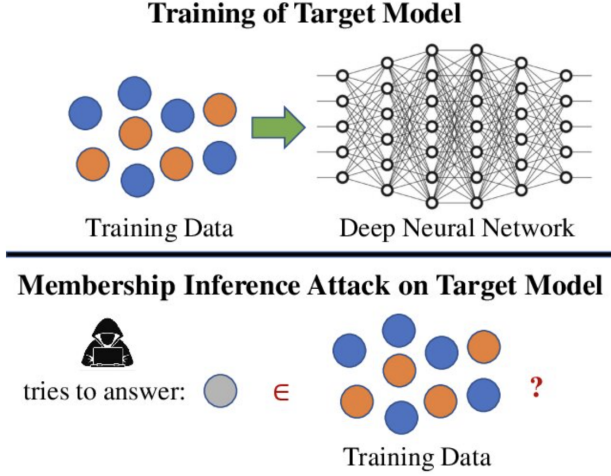 Training of Target Model
Training Data
Deep Neural Network
Membership Inference Attack on Target Model
tries to answer: ∈ ?
Training Data